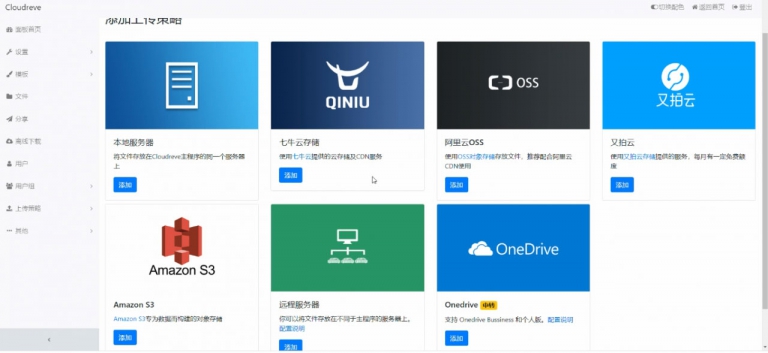 Cloudreve
切换配色 返回首页 登出
面板首页
设置
模板
文件
分享
离线下载
用户
用户组
上传策略
其他
添加上传策略
QINIU
OSS
又拍云
本地服务器
将文件存放在Cloudreve主程序的同一个服务器
上
添加
七牛云存储
使用七牛云提供的云存储及CDN服务
添加
阿里云OSS
使用OSS对象存储存放文件，推荐配合阿里云
CDN使用
添加
又拍云
使用又拍云存储提供的服务，每月有一定免费额
度
添加
Amazon S3
OneDrive
Amazon S3
Amazon S3专为数据而构建的对象存储
添加
远程服务器
你可以将文件存放在不同于主程序的服务器上。
配置说明
添加
Onedrive 中转
支持 Onedrive Bussiness 和个人版。配置说明
添加